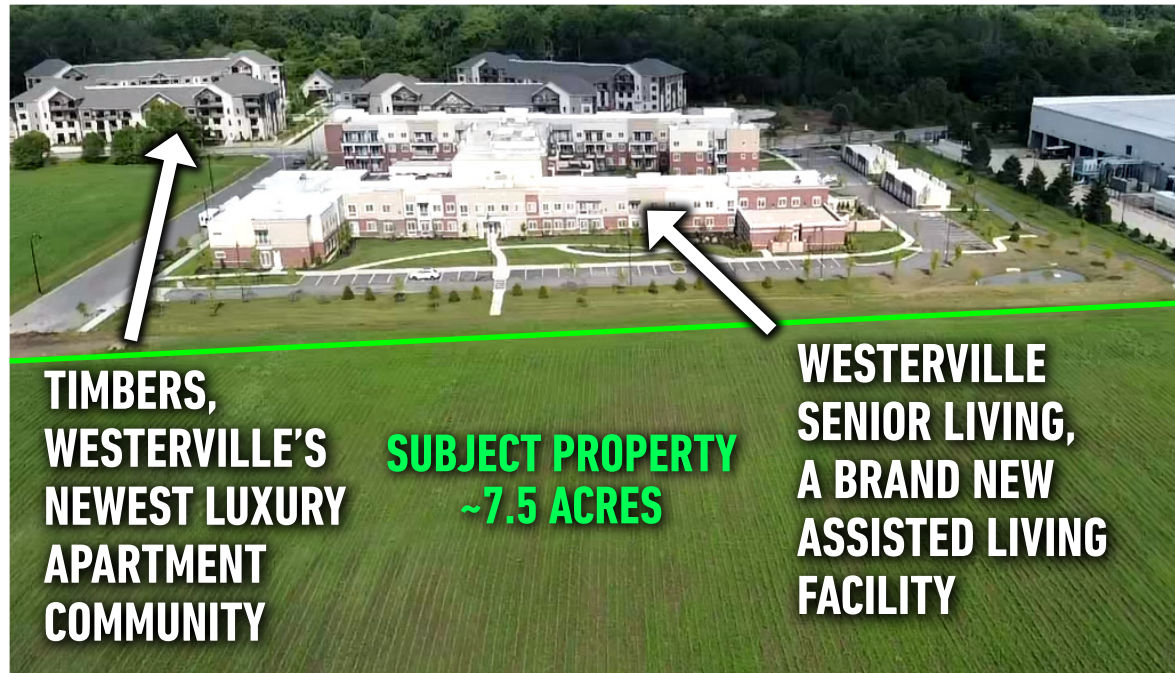 TIMBERS,
WESTERVILLE'S
NEWEST LUXURY
APARTMENT
COMMUNITY
SUBJECT PROPERTY
~7.5 ACRES
WESTERVILLE
SENIOR LIVING,
A BRAND NEW
ASSISTED LIVING
FACILITY